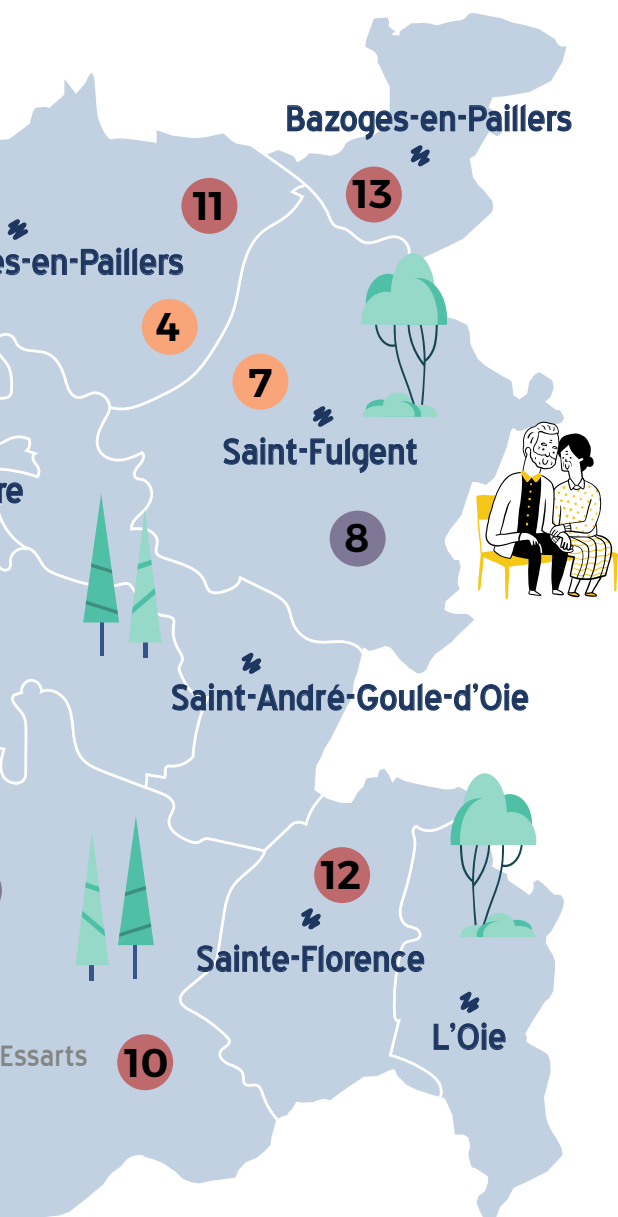 Bazoges-en-Paillers
13
11
es-en-Paillers
4
7
Saint-Fulgent
re
8
Saint-André-Goule-d'Oie
12
Sainte-Florence
L'Oie
Essarts
10